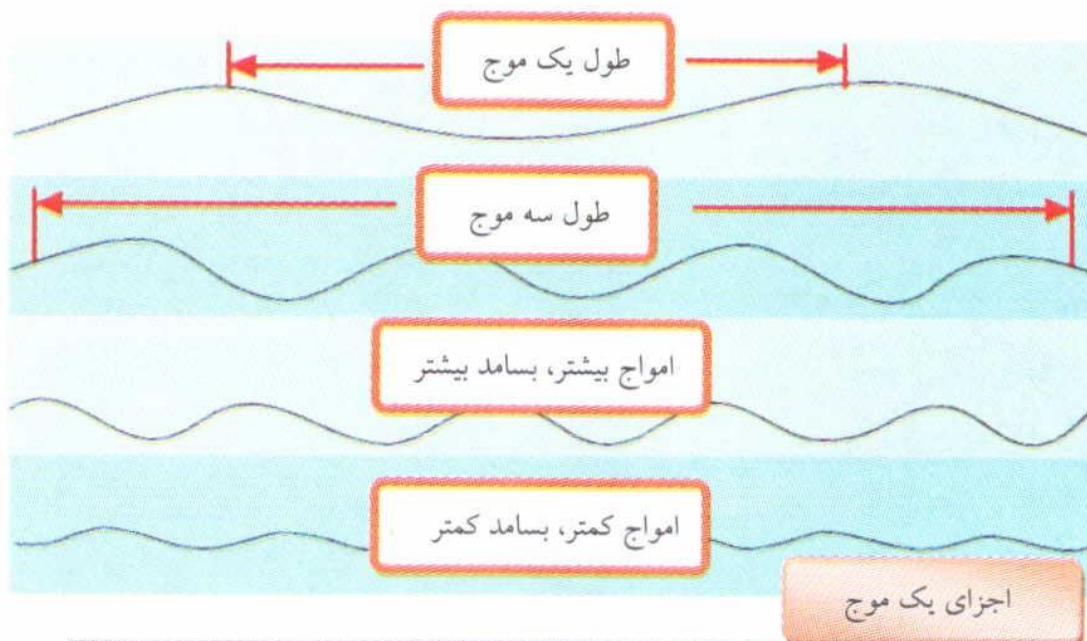 طول یک موج
طول سه موج
امواج بیشتر، بسامد بیشتر
امواج کمتر، بسامد کمتر
اجزای یک موج